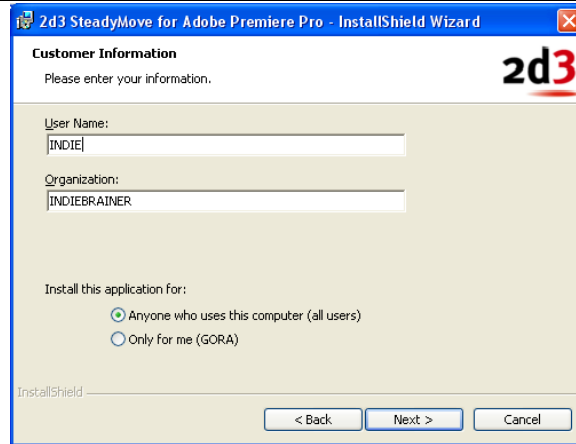 2d3 SteadyMove for Adobe Premiere Pro - InstallShield Wizard
Customer Information
Please enter your information.
2d3
User Name:
INDIE
Organization:
INDIEBRAINER
Install this application for:
Anyone who uses this computer (all users)
Only for me (GORA)
InstallShield
< Back Next > Cancel